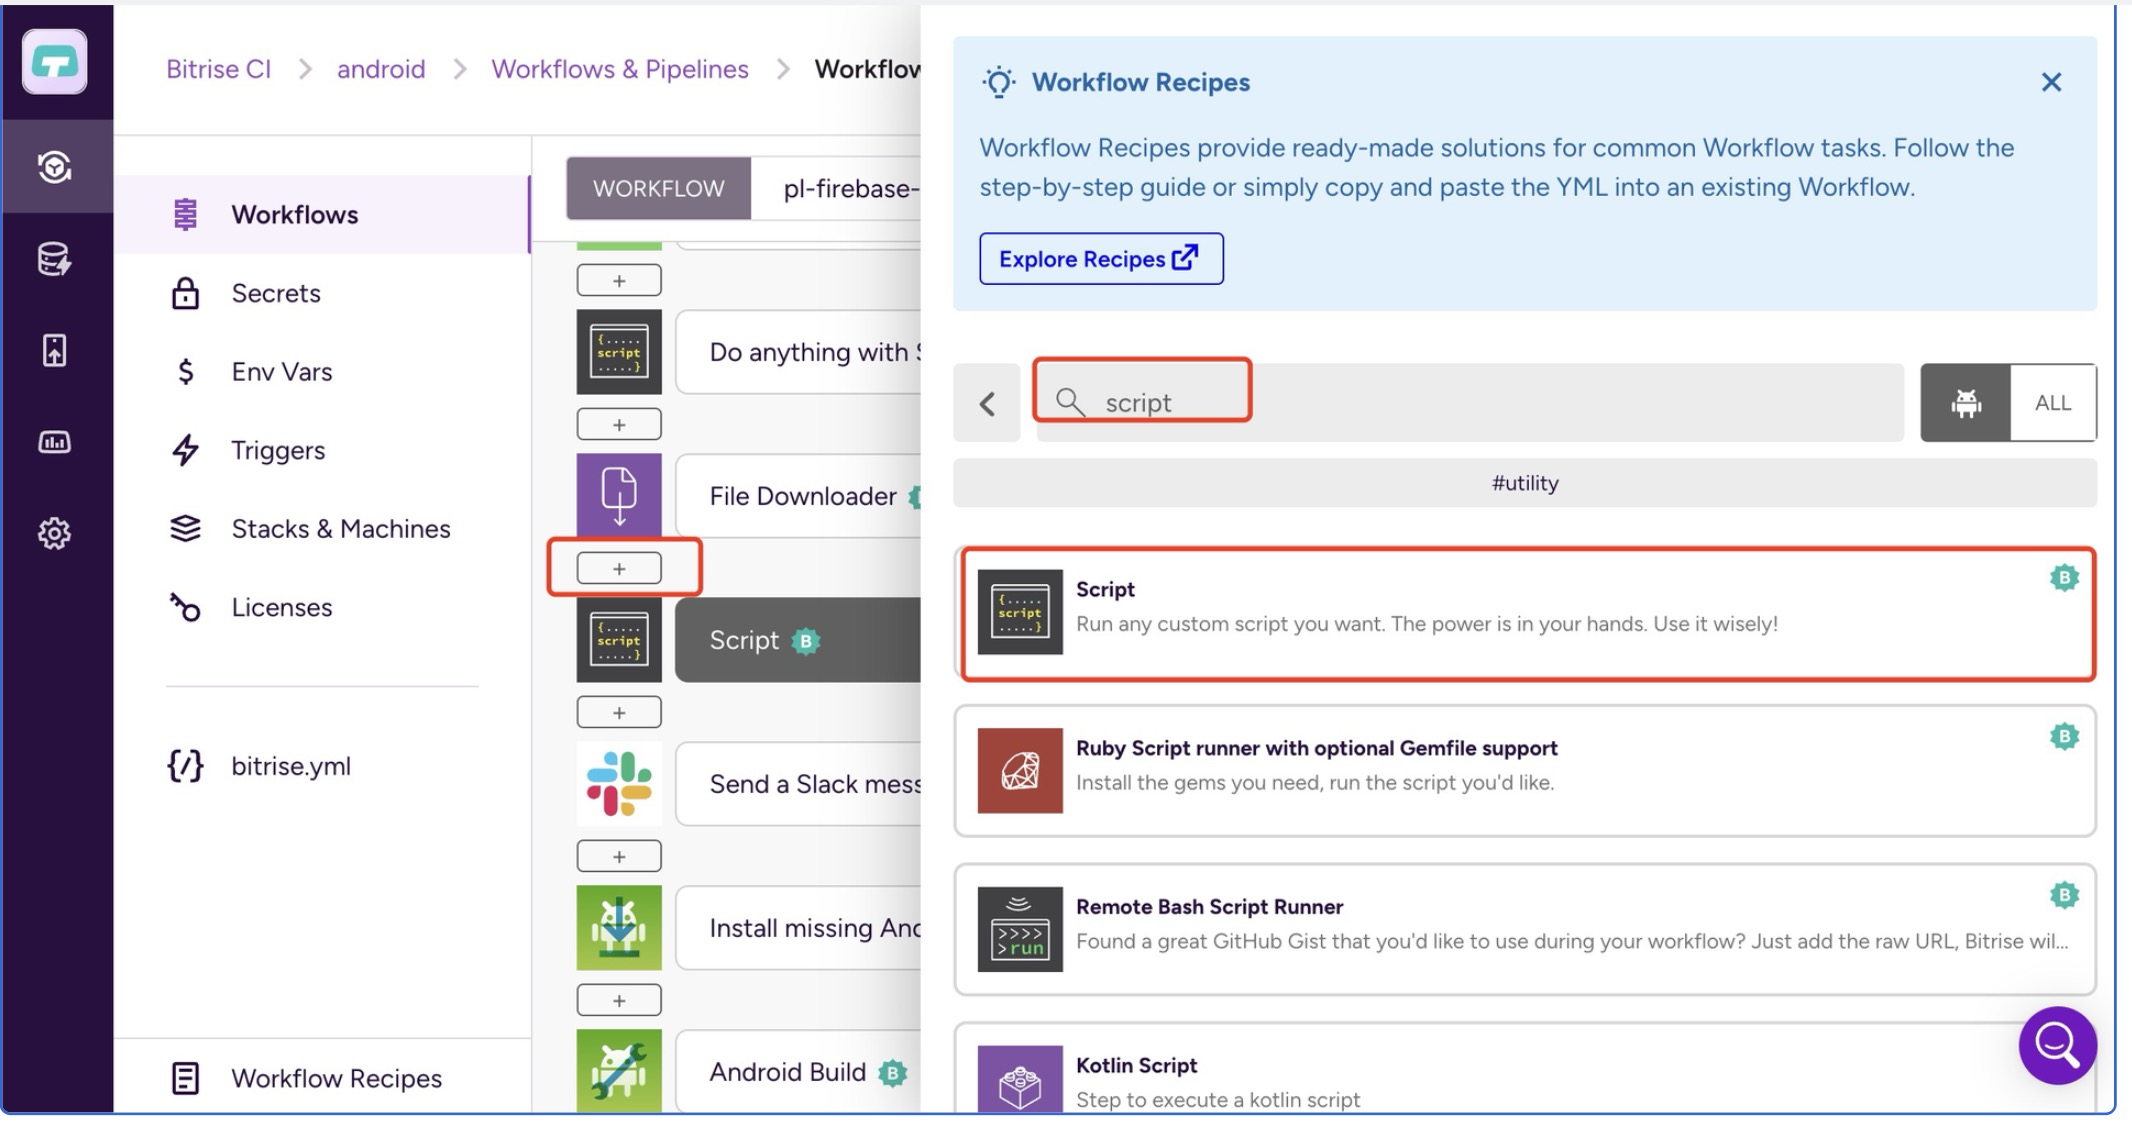 Bitrise CI > android > Workflows & Pipelines > Workflow
Workflows
Secrets
$ Env Vars
Triggers
Stacks & Machines
Licenses
{/} bitrise.yml
Workflow Recipes
WORKFLOW pl-firebase-
+
{.....
script
.....}
Do anything with
+
File Downloader
+
{.....
script
.....}
Script B
+
Send a Slack mess
+
Install missing And
+
Android Build B
Workflow Recipes
Workflow Recipes provide ready-made solutions for common Workflow tasks. Follow the
step-by-step guide or simply copy and paste the YML into an existing Workflow.
Explore Recipes
script
ALL
#utility
{.....
script
.....}
Script B
Run any custom script you want. The power is in your hands. Use it wisely!
Ruby Script runner with optional Gemfile support B
Install the gems you need, run the script you'd like.
>>>>
>run
Remote Bash Script Runner B
Found a great GitHub Gist that you'd like to use during your workflow? Just add the raw URL, Bitrise wil...
Kotlin Script
Step to execute a kotlin script